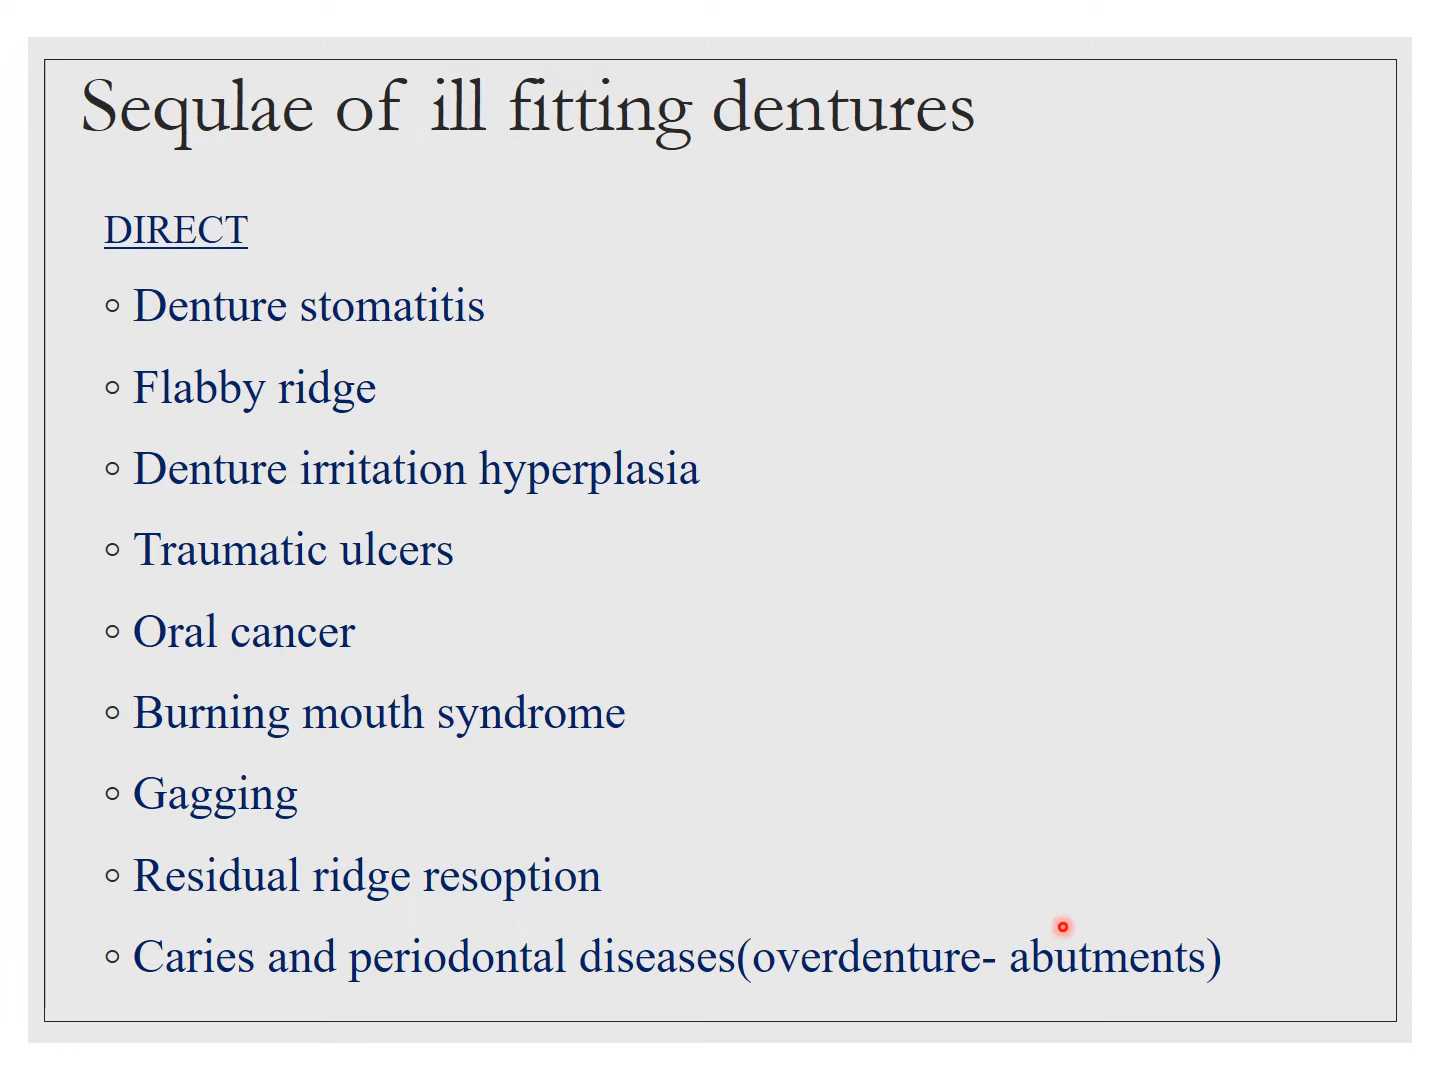 Sequlae of ill fitting dentures
DIRECT
◦ Denture stomatitis
◦ Flabby ridge
◦ Denture irritation hyperplasia
◦ Traumatic ulcers
◦ Oral cancer
◦ Burning mouth syndrome
◦ Gagging
◦ Residual ridge resoption
◦ Caries and periodontal diseases(overdenture- abutments)